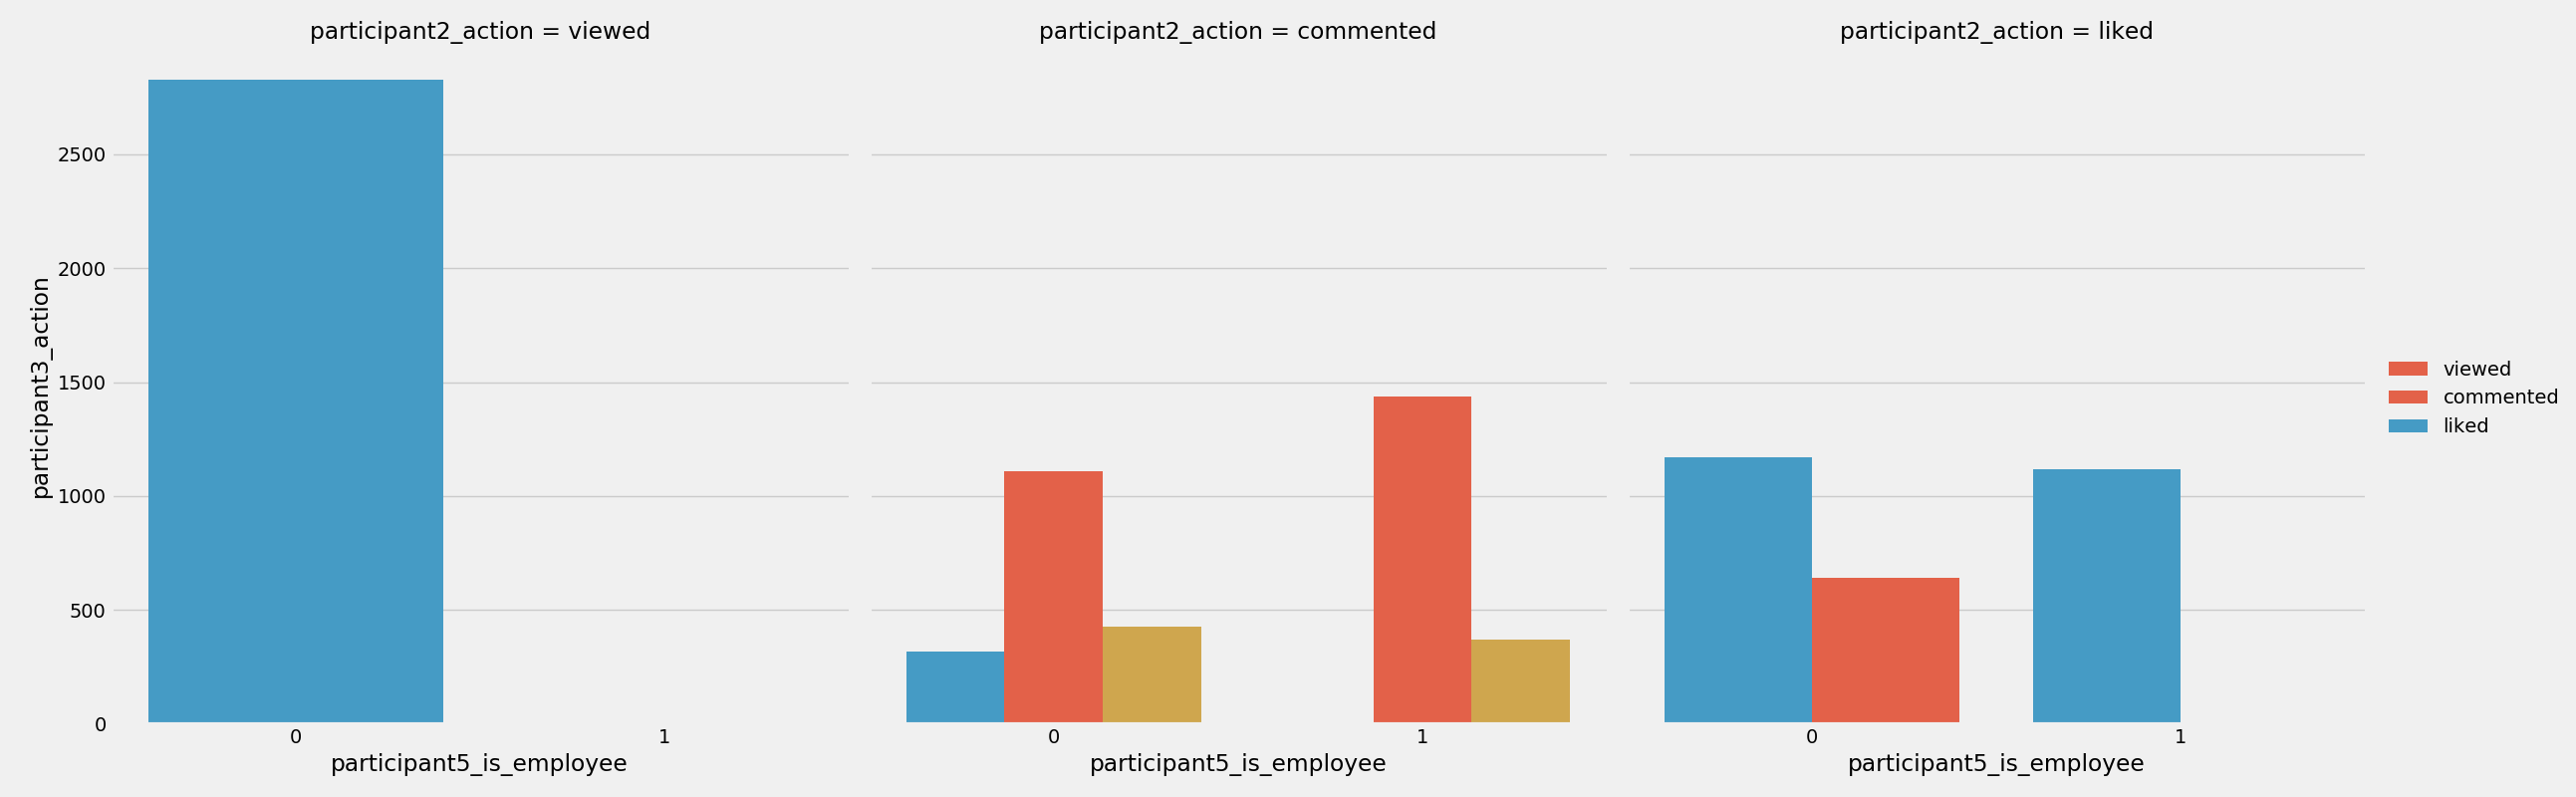 participant2_action = viewed
participant2_action = commented
participant2_action = liked
participant3_action
2500
2000
1500
1000
500
0
0
1
0
1
0
1
participant5_is_employee
participant5_is_employee
participant5_is_employee
viewed
commented
liked